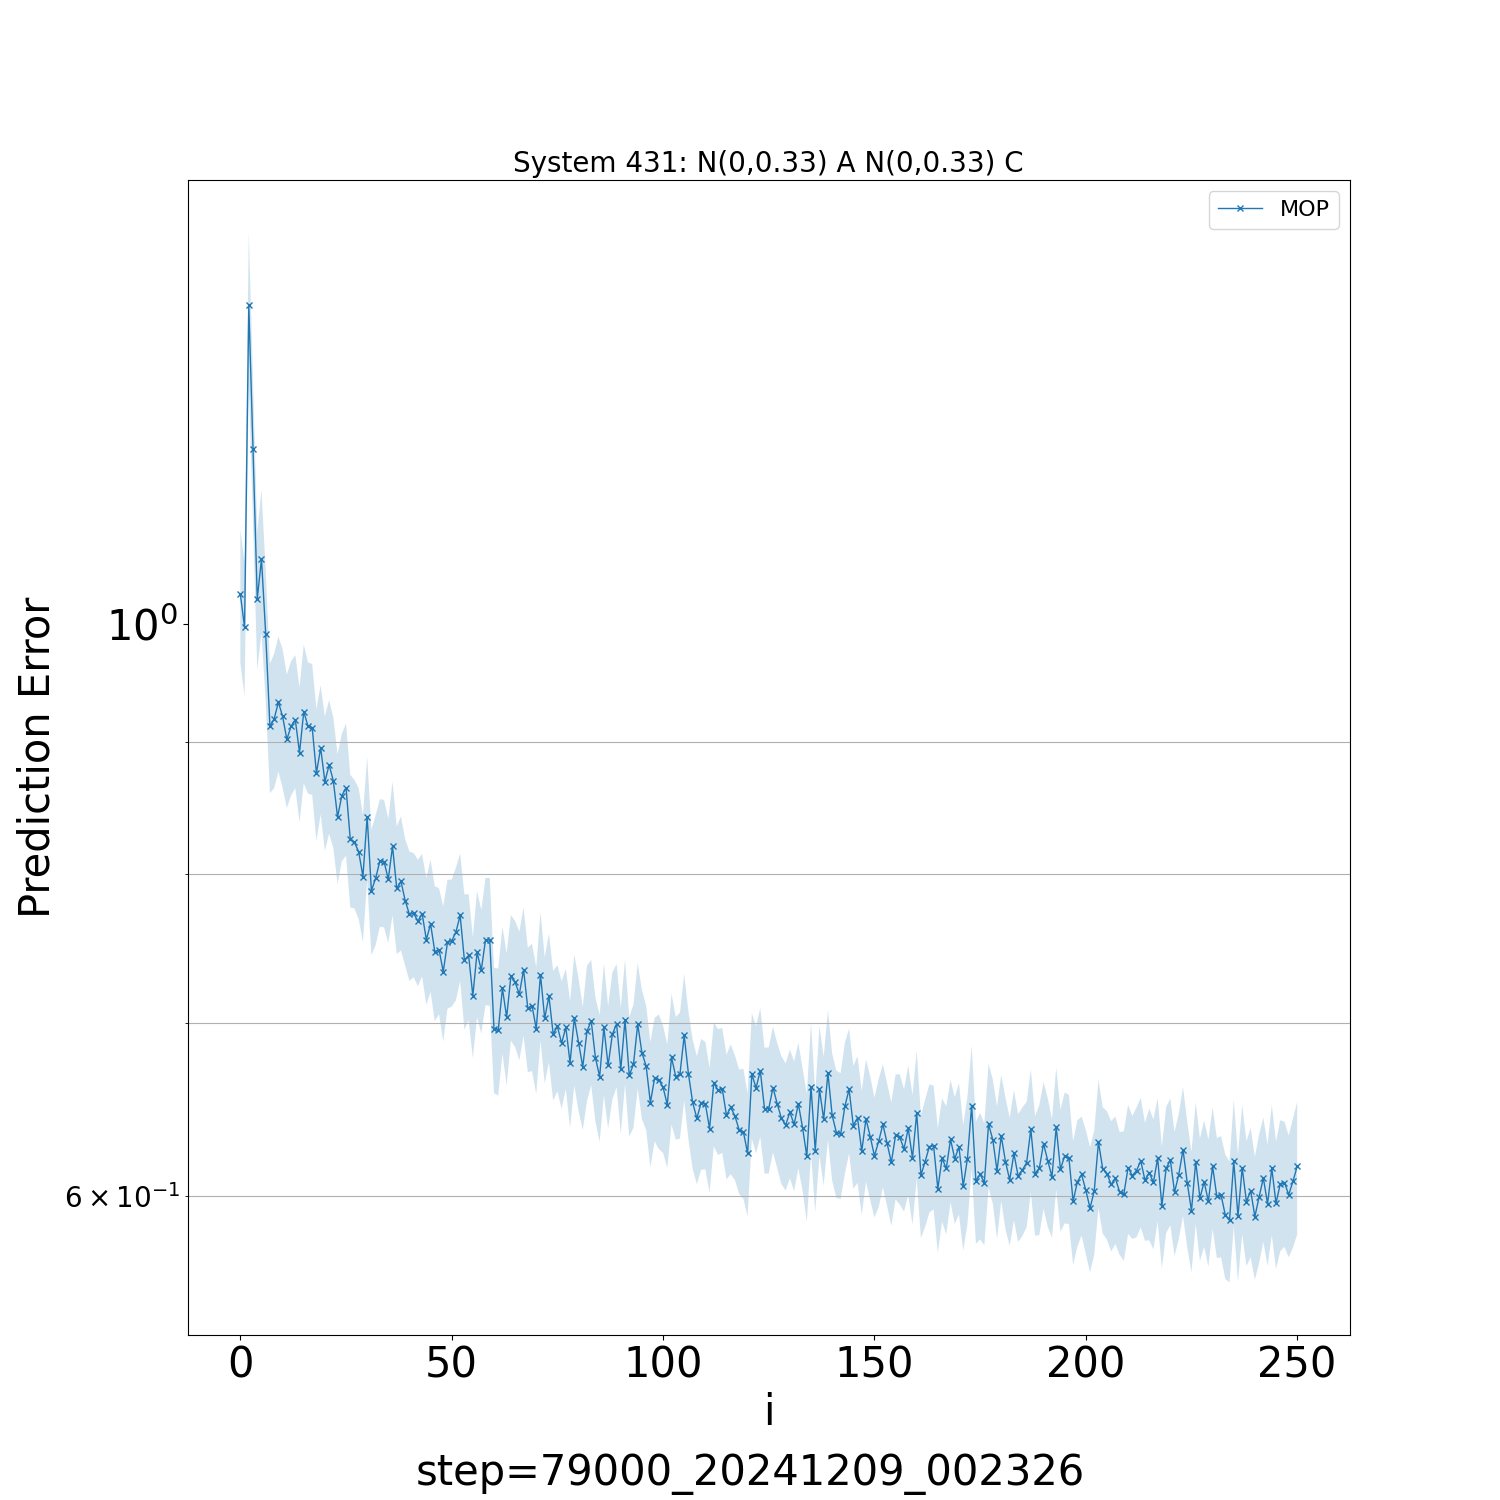 System 431: N(0,0.33) A N(0,0.33) C
MOP
Prediction Error
10⁰
6 × 10⁻¹
0 50 100 150 200 250
i
step=79000_20241209_002326